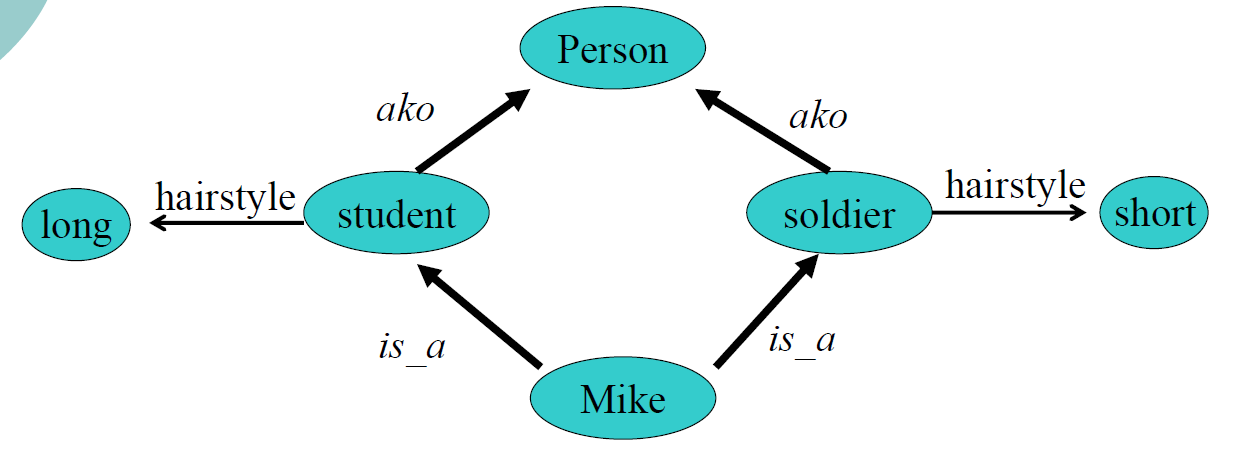 Person
ako
ako
hairstyle
hairstyle
long
student
soldier
short
is_a
is_a
Mike